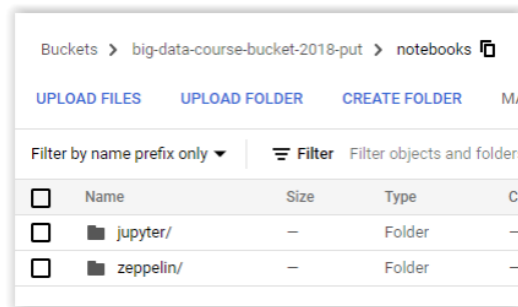 Buckets > big-data-course-bucket-2018-put > notebooks
UPLOAD FILES UPLOAD FOLDER CREATE FOLDER
Filter by name prefix only Filter Filter objects and folder
Name Size Type
jupyter/ — Folder
zeppelin/ — Folder